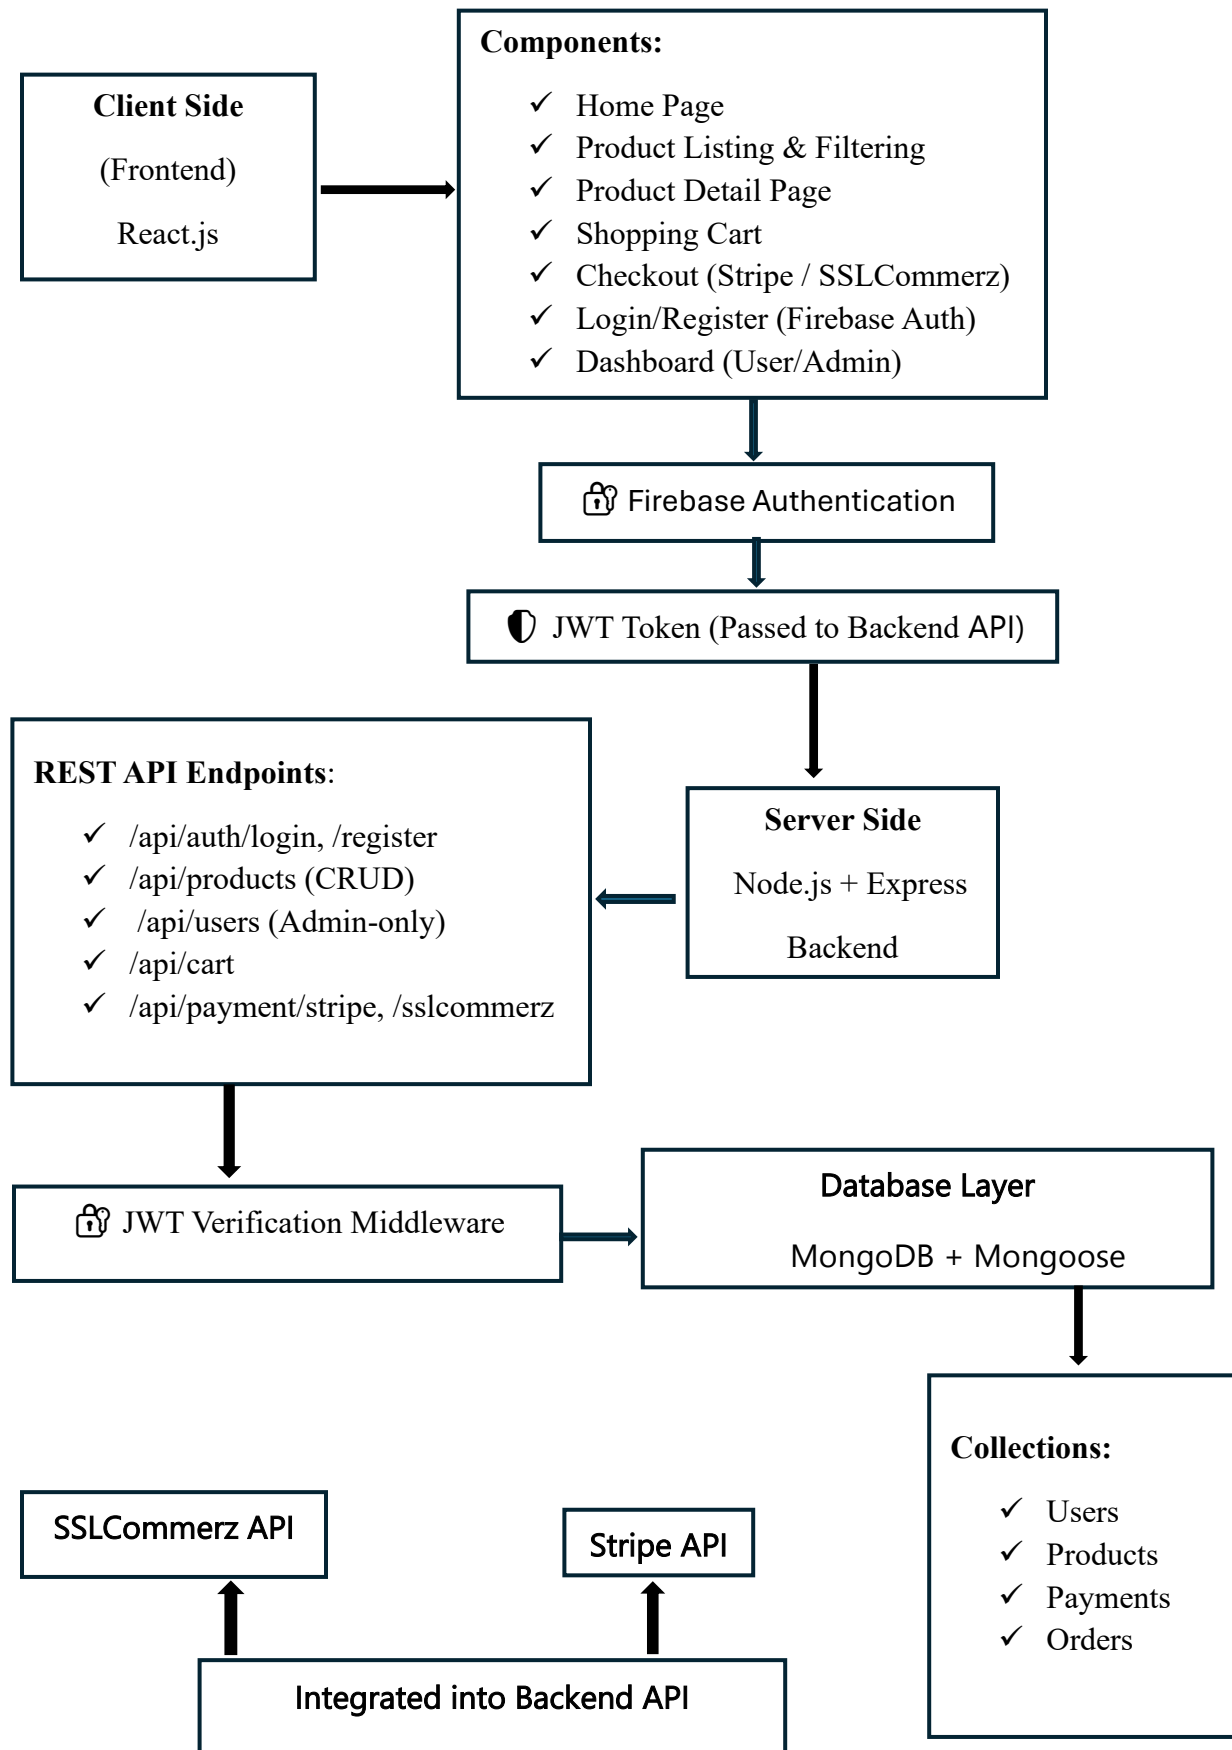 Client Side
(Frontend)
React.js
Components:
✓ Home Page
✓ Product Listing & Filtering
✓ Product Detail Page
✓ Shopping Cart
✓ Checkout (Stripe / SSLCommerz)
✓ Login/Register (Firebase Auth)
✓ Dashboard (User/Admin)
Firebase Authentication
JWT Token (Passed to Backend API)
Server Side
Node.js + Express
Backend
REST API Endpoints:
✓ /api/auth/login, /register
✓ /api/products (CRUD)
✓ /api/users (Admin-only)
✓ /api/cart
✓ /api/payment/stripe, /sslcommerz
JWT Verification Middleware
Database Layer
MongoDB + Mongoose
Collections:
✓ Users
✓ Products
✓ Payments
✓ Orders
SSLCommerz API
Stripe API
Integrated into Backend API